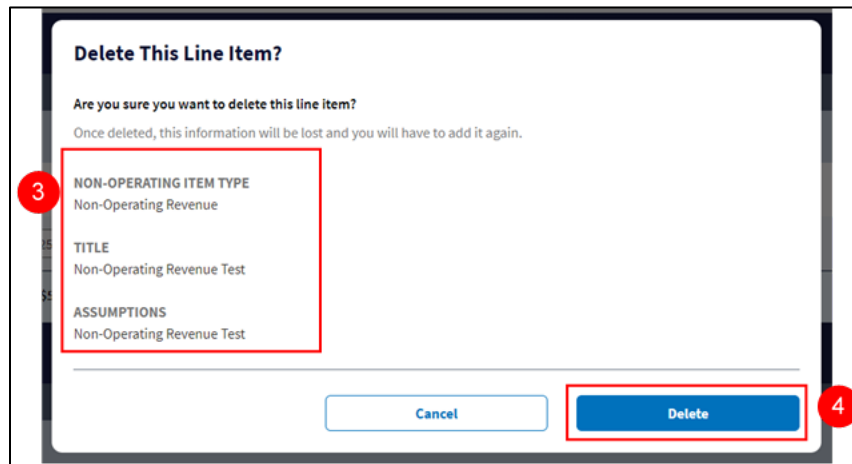 Delete This Line Item?
Are you sure you want to delete this line item?
Once deleted, this information will be lost and you will have to add it again.
3
NON-OPERATING ITEM TYPE
Non-Operating Revenue
TITLE
Non-Operating Revenue Test
ASSUMPTIONS
Non-Operating Revenue Test
Cancel
Delete
4